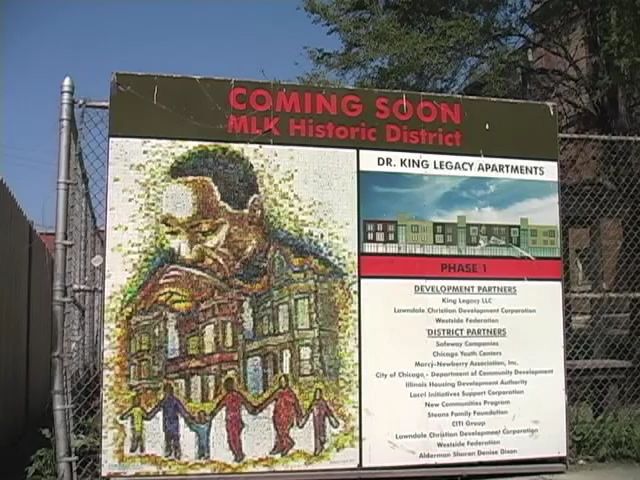 COMING SOON
MLK Historic District
DR. KING LEGACY APARTMENTS
PHASE 1
DEVELOPMENT PARTNERS
King Legacy LLC
Lawndale Christian Development Corporation
Westside Federation
DISTRICT PARTNERS
Safeway Companies
Chicago Youth Centers
Marcy-Newberry Association, Inc.
City of Chicago - Department of Community Development
Illinois Housing Development Authority
Local Initiatives Support Corporation
New Communities Program
Steans Family Foundation
CITI Group
Lawndale Christian Development Corporation
Westside Federation
Alderman Sharon Denise Dixon